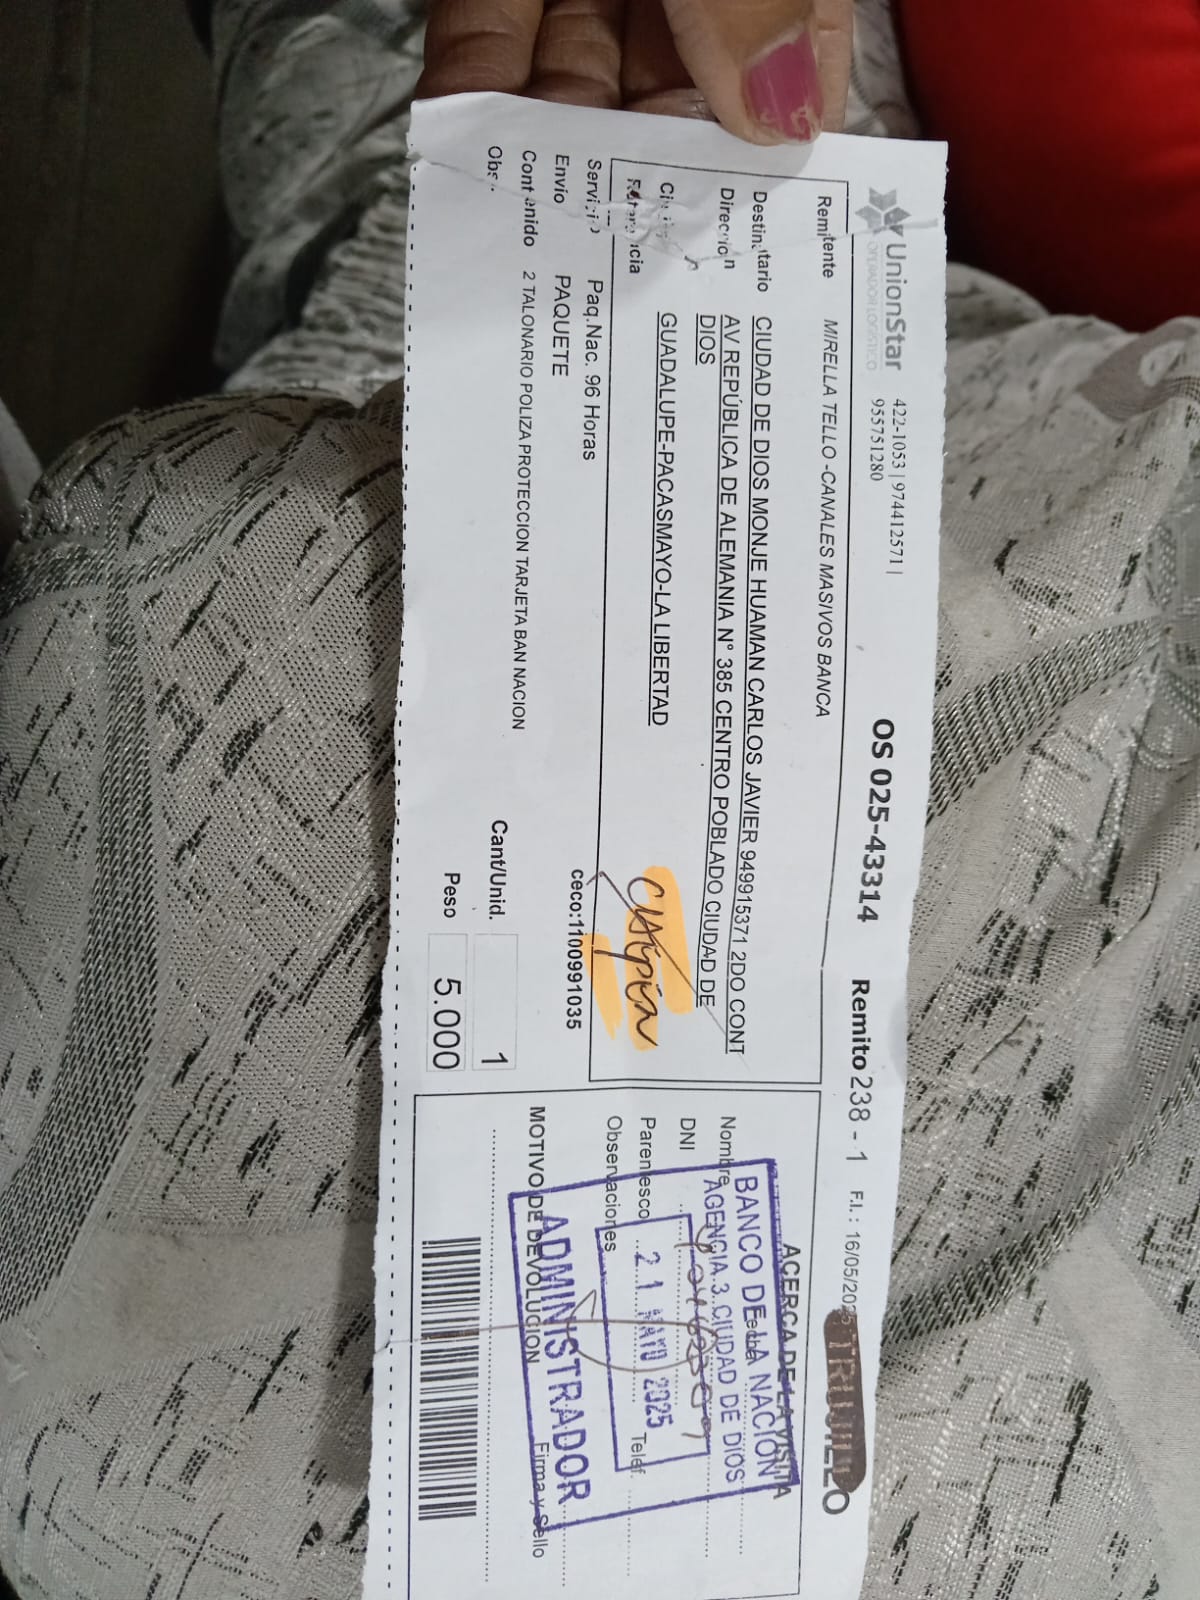 UnionStar
OPERADOR LOGÍSTICO
422-1053 | 974412571 |
955751280
OS 025-43314
Remito 238 - 1
F.I.: 16/05/2025
TRUJILLO
Remitente MIRELLA TELLO -CANALES MASIVOS BANCA
Destinatario CIUDAD DE DIOS MONJE HUAMAN CARLOS JAVIER 949915371 2DO CONT
Dirección AV REPÚBLICA DE ALEMANIA N° 385 CENTRO POBLADO CIUDAD DE
DIOS
GUADALUPE-PACASMAYO-LA LIBERTAD
Referencia
Servicio Paq.Nac. 96 Horas
ceco:1100991035
Envio PAQUETE
Contenido 2 TALONARIO POLIZA PROTECCION TARJETA BAN NACION
Cant/Unid. 1
Peso 5.000
ACERCA DE LA VISITA
Fecha
Nombre
DNI
Parentesco
Telef
Observaciones
MOTIVO DE DEVOLUCION
Firma y sello
BANCO DE LA NACION
AGENCIA.3 CIUDAD DE DIOS
21 MAYO 2025
ADMINISTRADOR